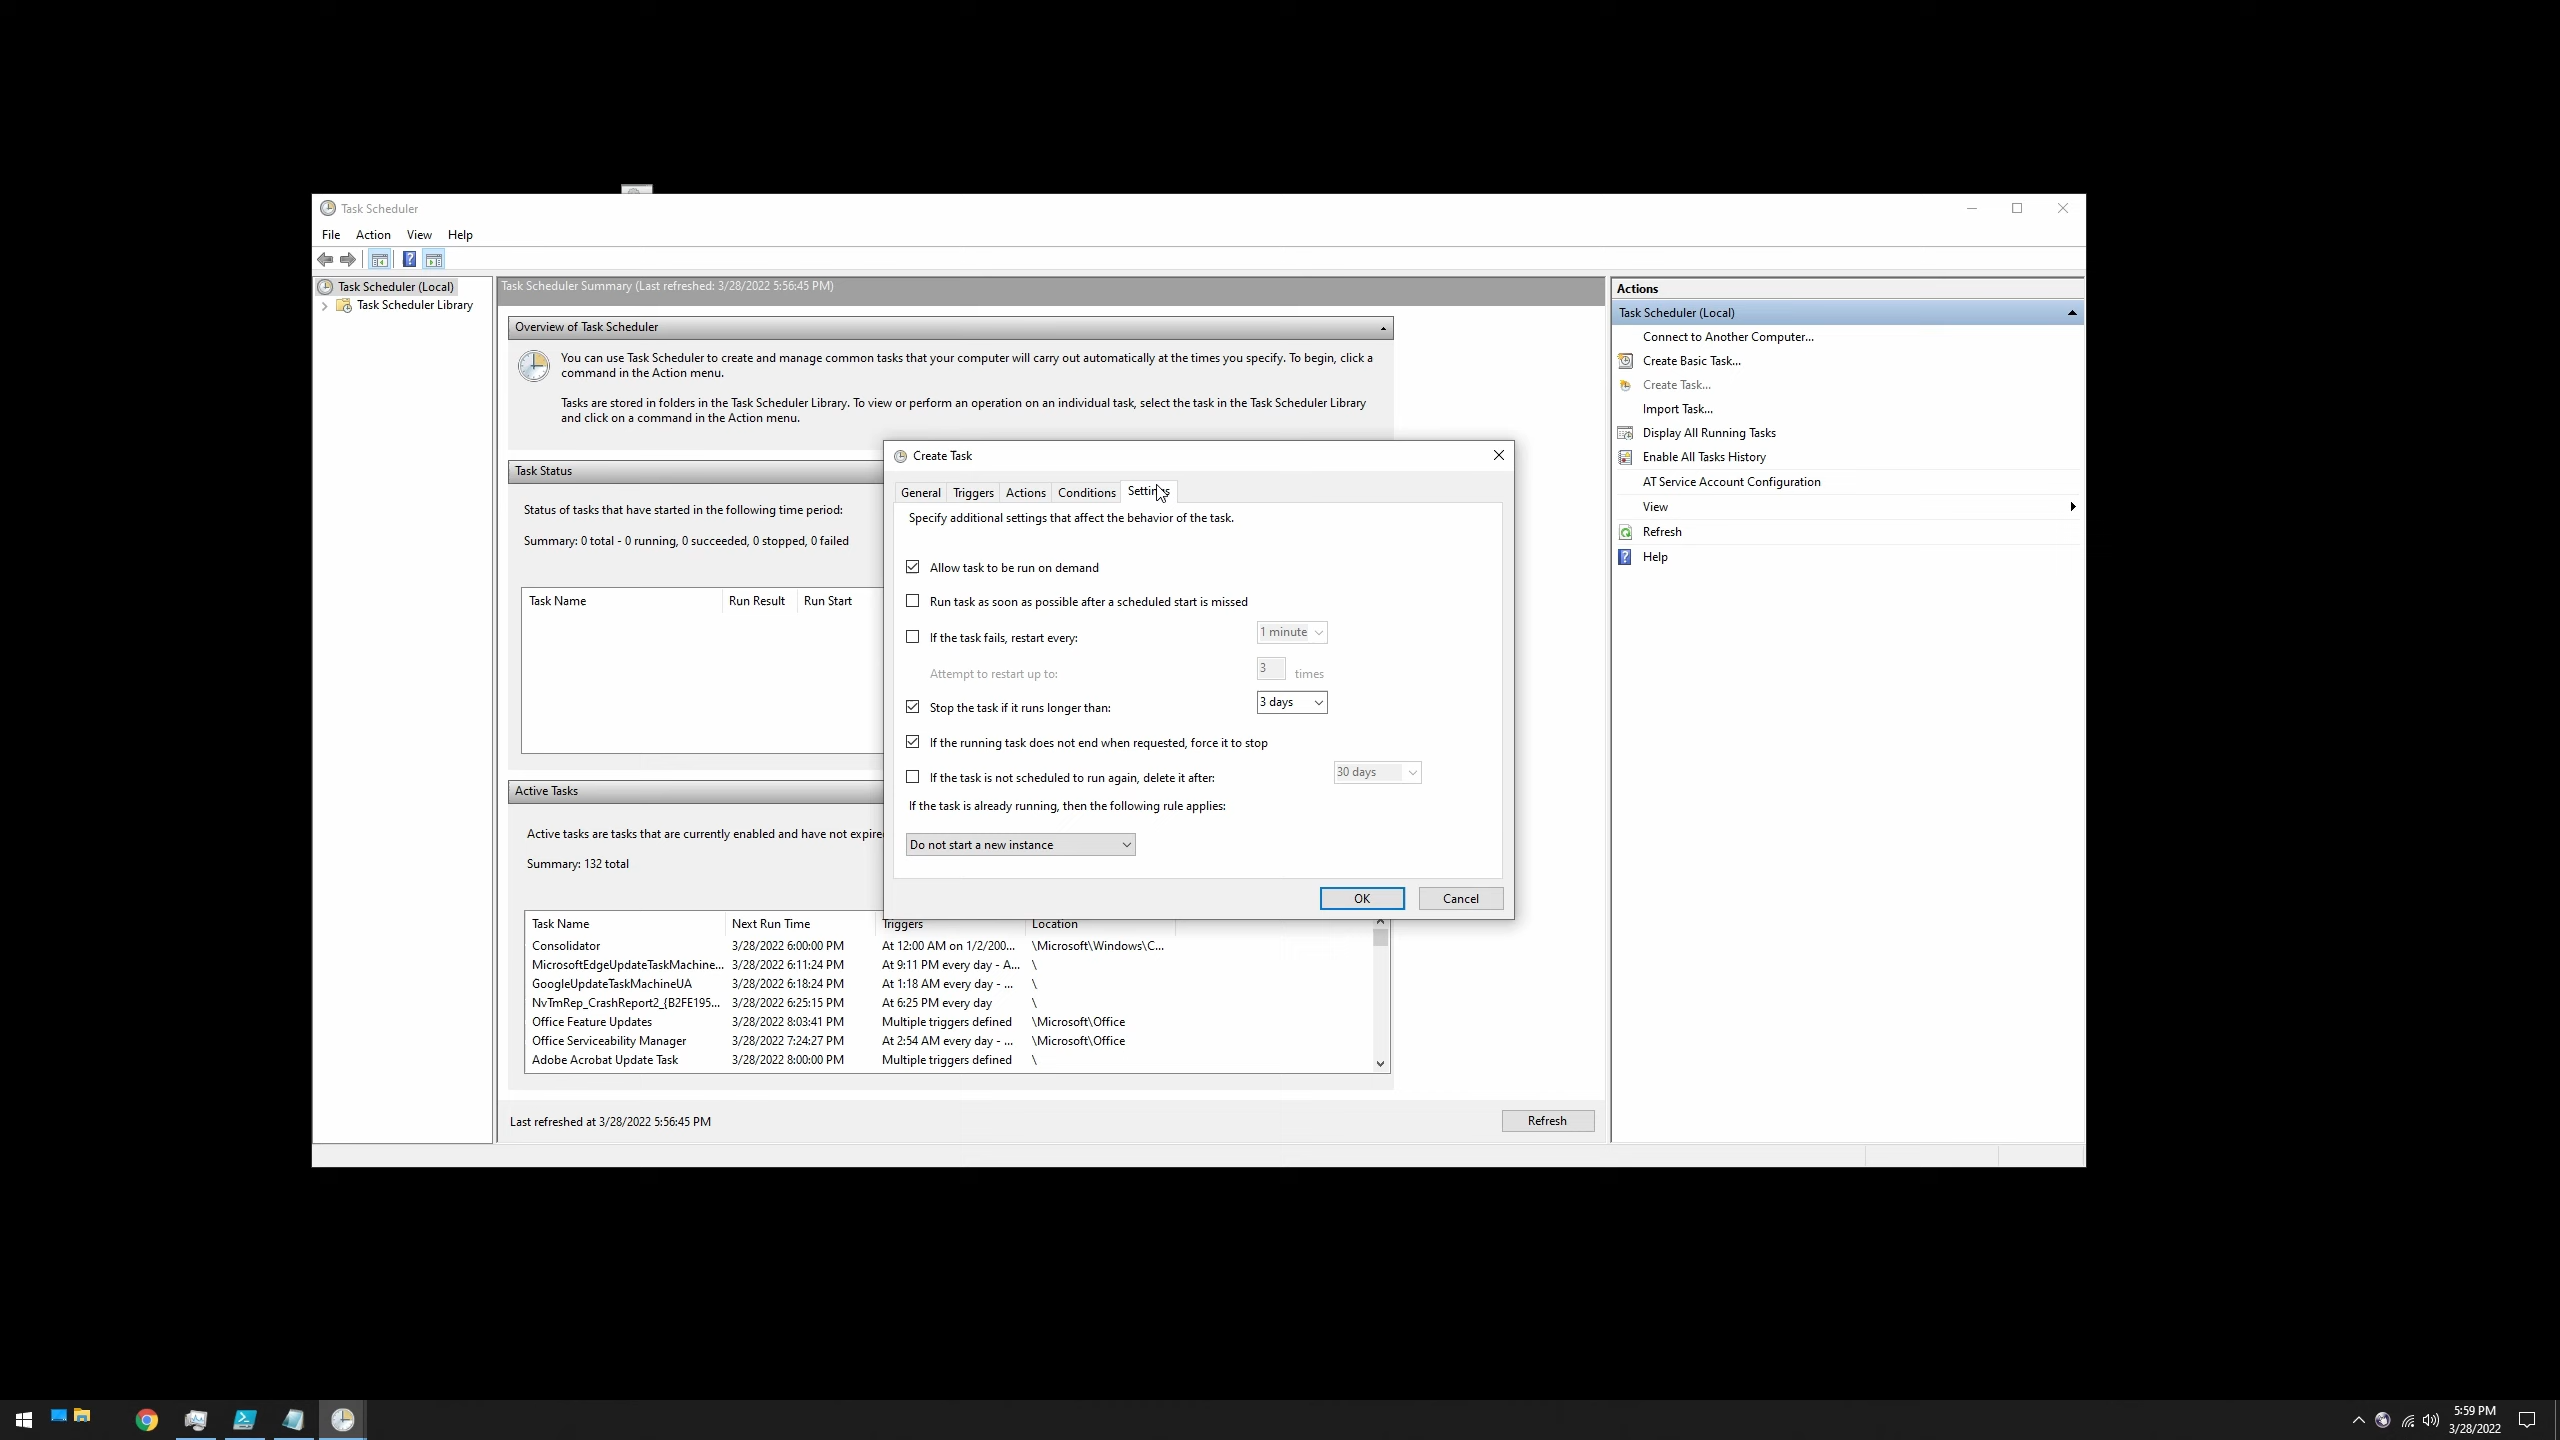 Task Scheduler
File Action View Help
Task Scheduler (Local)
Task Scheduler Library
Task Scheduler Summary (Last refreshed: 3/28/2022 5:56:45 PM)
Overview of Task Scheduler
You can use Task Scheduler to create and manage common tasks that your computer will carry out automatically at the times you specify. To begin, click a
command in the Action menu.
Tasks are stored in folders in the Task Scheduler Library. To view or perform an operation on an individual task, select the task in the Task Scheduler Library
and click on a command in the Action menu.
Task Status
Status of tasks that have started in the following time period:
Summary: 0 total - 0 running, 0 succeeded, 0 stopped, 0 failed
Task Name Run Result Run Start
Active Tasks
Active tasks are tasks that are currently enabled and have not expire
Summary: 132 total
Task Name Next Run Time Triggers Location
Consolidator 3/28/2022 6:00:00 PM At 12:00 AM on 1/2/200... \Microsoft\Windows\C...
MicrosoftEdgeUpdateTaskMachine... 3/28/2022 6:11:24 PM At 9:11 PM every day - A... \
GoogleUpdateTaskMachineUA 3/28/2022 6:18:24 PM At 1:18 AM every day - ... \
NvTmRep_CrashReport2_{B2FE195... 3/28/2022 6:25:15 PM At 6:25 PM every day \
Office Feature Updates 3/28/2022 8:03:41 PM Multiple triggers defined \Microsoft\Office
Office Serviceability Manager 3/28/2022 7:24:27 PM At 2:54 AM every day - ... \Microsoft\Office
Adobe Acrobat Update Task 3/28/2022 8:00:00 PM Multiple triggers defined \
Last refreshed at 3/28/2022 5:56:45 PM
Refresh
Create Task
General Triggers Actions Conditions Settings
Specify additional settings that affect the behavior of the task.
Allow task to be run on demand
Run task as soon as possible after a scheduled start is missed
If the task fails, restart every: 1 minute
Attempt to restart up to: 3 times
Stop the task if it runs longer than: 3 days
If the running task does not end when requested, force it to stop
If the task is not scheduled to run again, delete it after: 30 days
If the task is already running, then the following rule applies:
Do not start a new instance
OK Cancel
Actions
Task Scheduler (Local)
Connect to Another Computer...
Create Basic Task...
Create Task...
Import Task...
Display All Running Tasks
Enable All Tasks History
AT Service Account Configuration
View
Refresh
Help
5:59 PM
3/28/2022